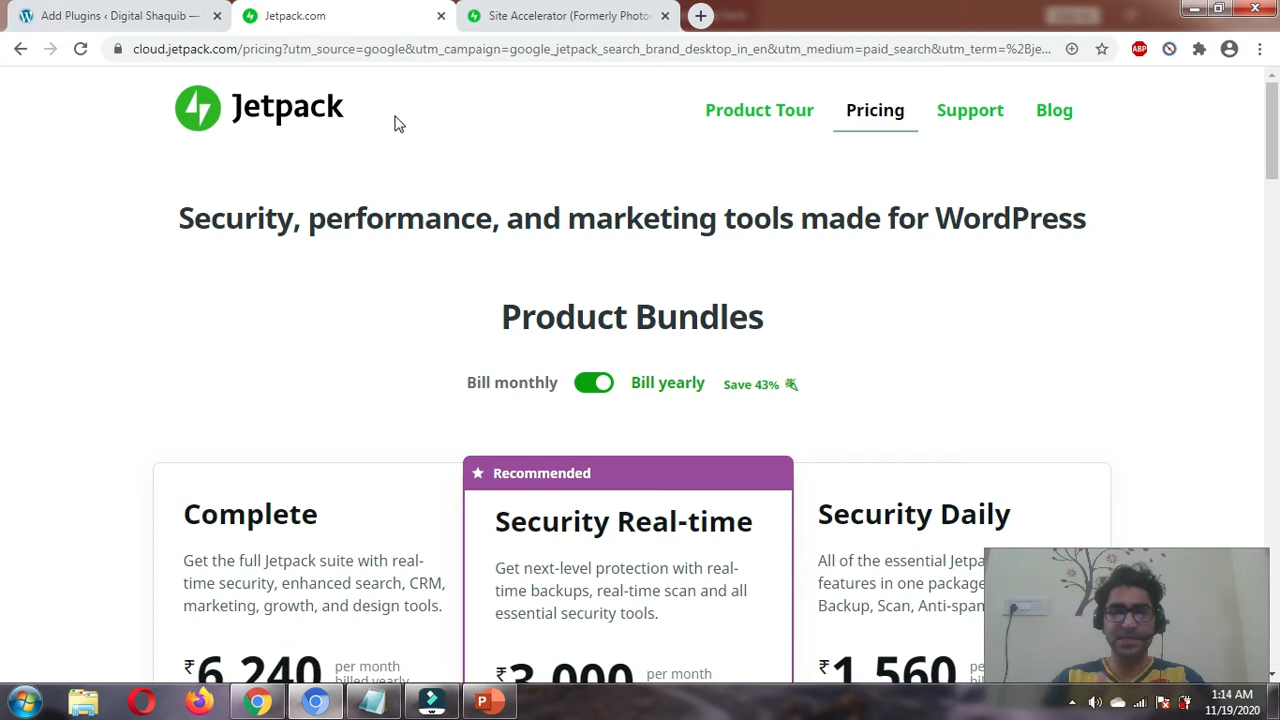 Add Plugins ‹ Digital Shaquib —
Jetpack.com
Site Accelerator (Formerly Photo
cloud.jetpack.com/pricing?utm_source=google&utm_campaign=google_jetpack_search_brand_desktop_in_en&utm_medium=paid_search&utm_term=%2Bje...
ABP
Jetpack
Product Tour
Pricing
Support
Blog
Security, performance, and marketing tools made for WordPress
Product Bundles
Bill monthly
Bill yearly
Save 43%
Recommended
Complete
Get the full Jetpack suite with real-
time security, enhanced search, CRM,
marketing, growth, and design tools.
₹6,240 per month
billed yearly
Security Real-time
Get next-level protection with real-
time backups, real-time scan and all
essential security tools.
₹3,000 per month
Security Daily
All of the essential Jetpa
features in one package
Backup, Scan, Anti-span
₹1,560 pe
1:14 AM
11/19/2020